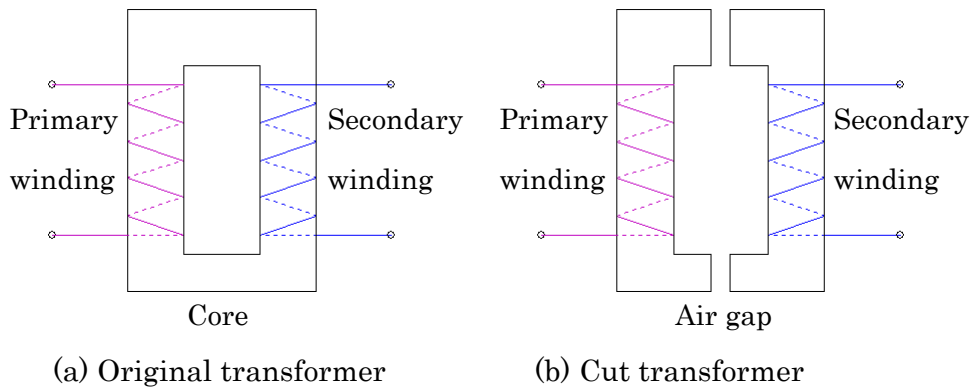 Primary
winding
Secondary
winding
Core
(a) Original transformer
Primary
winding
Secondary
winding
Air gap
(b) Cut transformer